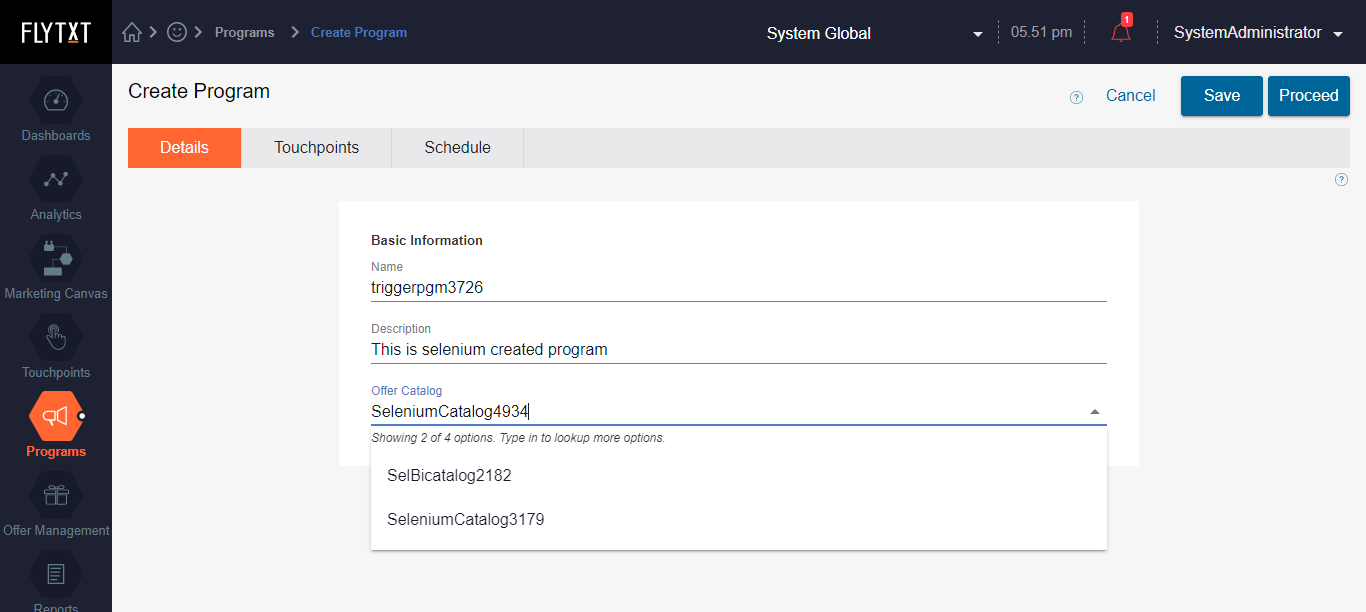 FLYTXT
Programs
Create Program
System Global
05.51 pm
1
SystemAdministrator
Create Program
?
Cancel
Save
Proceed
Dashboards
Details
Touchpoints
Schedule
?
Analytics
Basic Information
Name
triggerpgm3726
Marketing Canvas
Description
This is selenium created program
Touchpoints
Offer Catalog
SeleniumCatalog4934
Showing 2 of 4 options. Type in to lookup more options.
Programs
SelBicatalog2182
SeleniumCatalog3179
Offer Management
Reports